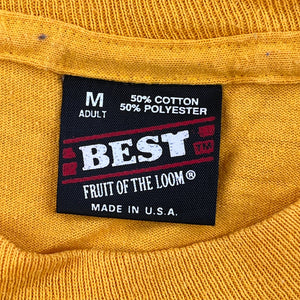 M
ADULT
50% COTTON
50% POLYESTER
BEST
FRUIT OF THE LOOM®
MADE IN U.S.A.